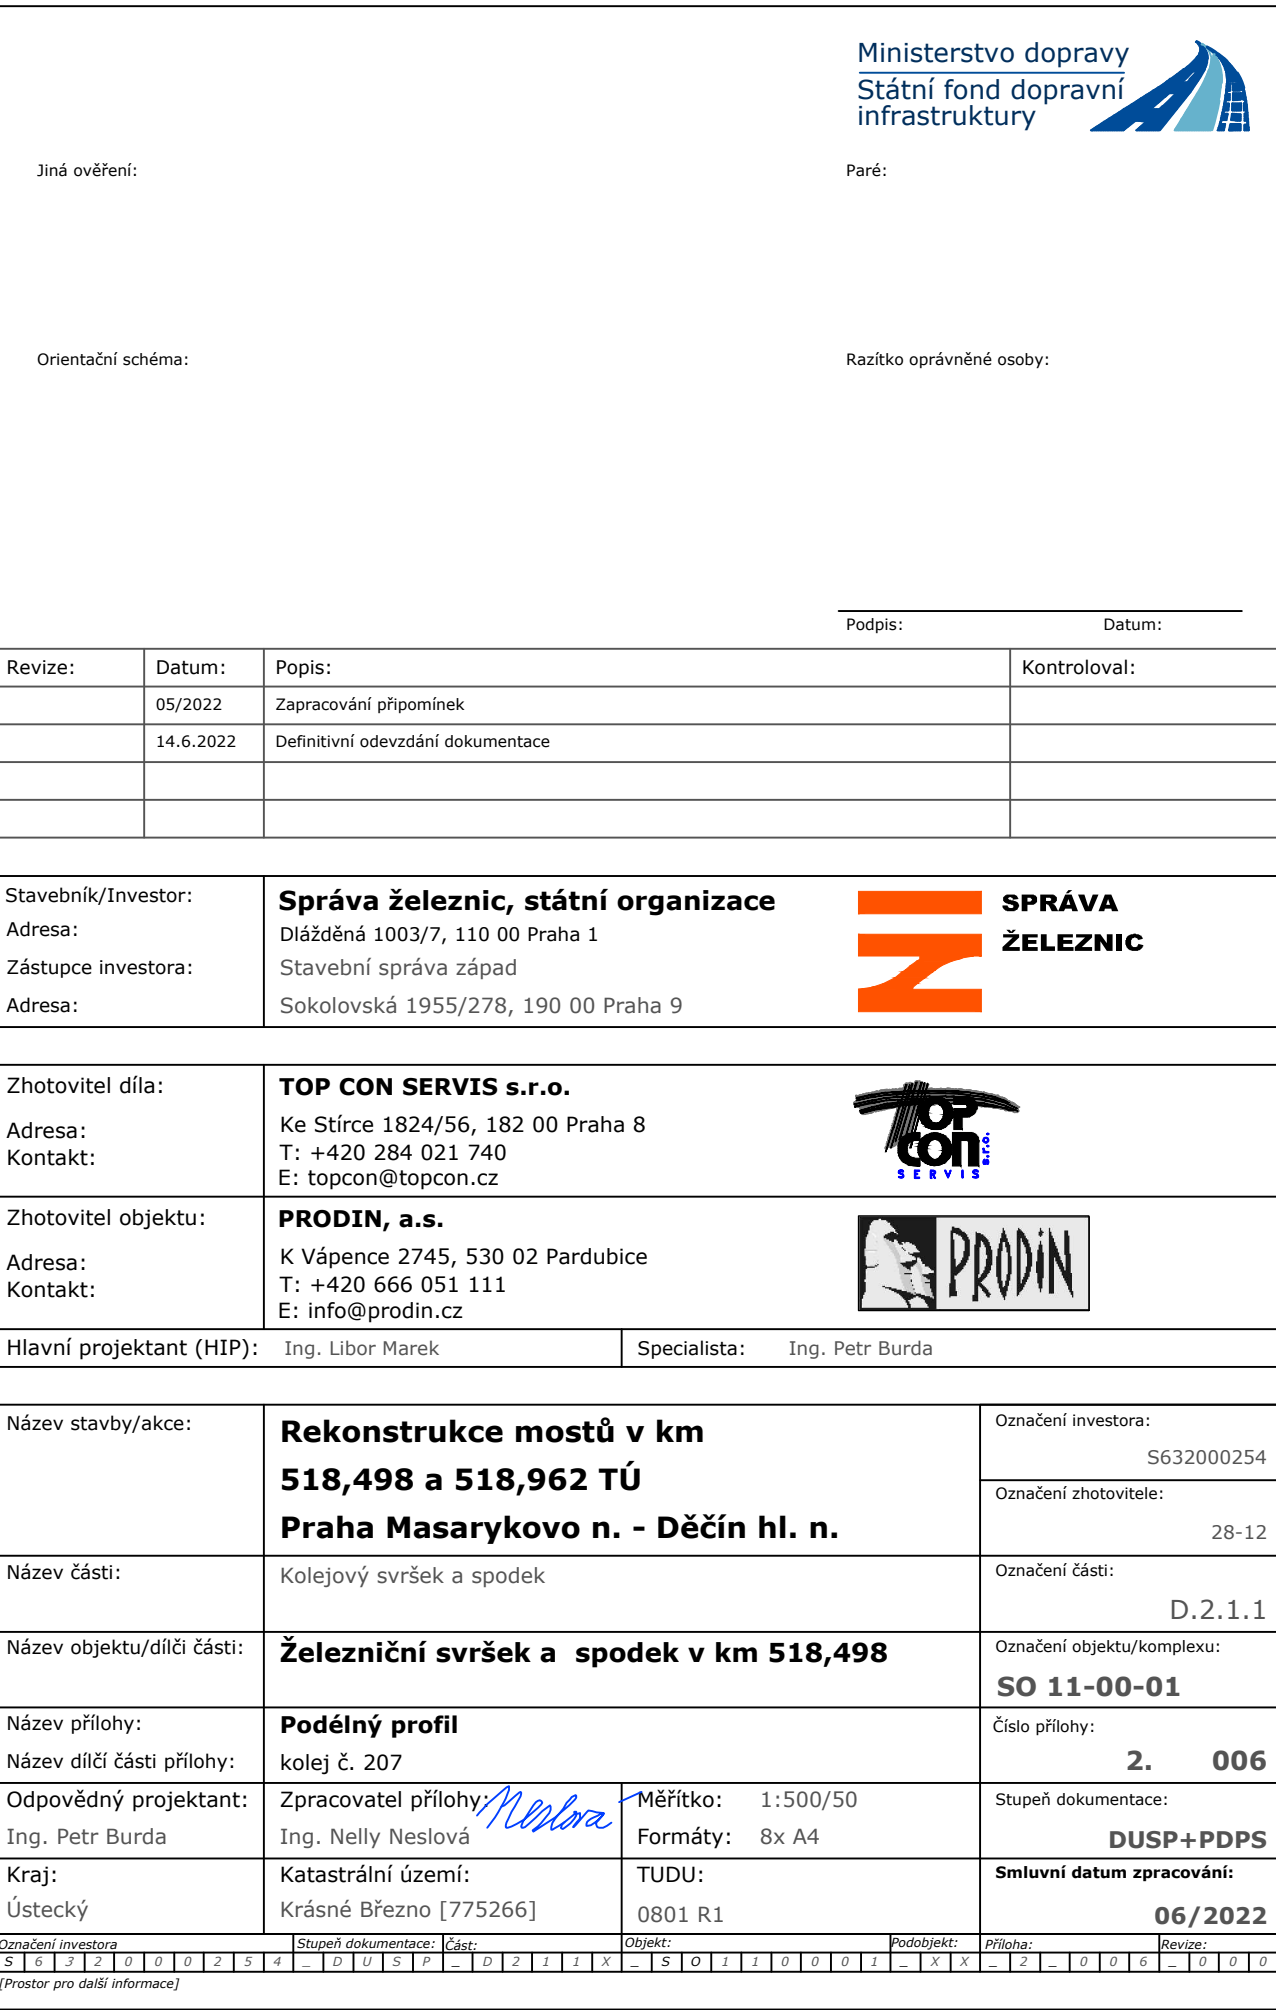 Ministerstvo dopravy
Státní fond dopravní
infrastruktury
Jiná ověření:
Paré:
Orientační schéma:
Razítko oprávněné osoby:
Podpis: Datum:
Revize: Datum: Popis: Kontroloval:
05/2022 Zapracování připomínek
14.6.2022 Definitivní odevzdání dokumentace
Stavebník/Investor: Správa železnic, státní organizace
Adresa: Dlážděná 1003/7, 110 00 Praha 1
Zástupce investora: Stavební správa západ
Adresa: Sokolovská 1955/278, 190 00 Praha 9
SPRÁVA
ŽELEZNIC
Zhotovitel díla: TOP CON SERVIS s.r.o.
Adresa: Ke Stírce 1824/56, 182 00 Praha 8
Kontakt: T: +420 284 021 740
E: topcon@topcon.cz
TOP
CON
SERVIS
s.r.o.
Zhotovitel objektu: PRODIN, a.s.
Adresa: K Vápence 2745, 530 02 Pardubice
Kontakt: T: +420 666 051 111
E: info@prodin.cz
PRODIN
Hlavní projektant (HIP): Ing. Libor Marek Specialista: Ing. Petr Burda
Název stavby/akce: Rekonstrukce mostů v km
518,498 a 518,962 TÚ
Praha Masarykovo n. - Děčín hl. n.
Označení investora:
S632000254
Označení zhotovitele:
28-12
Název části: Kolejový svršek a spodek
Označení části:
D.2.1.1
Název objektu/dílči části: Železniční svršek a  spodek v km 518,498
Označení objektu/komplexu:
SO 11-00-01
Název přílohy: Podélný profil
Název dílčí části přílohy: kolej č. 207
Číslo přílohy:
2. 006
Odpovědný projektant: Zpracovatel přílohy: Neslova Měřítko: 1:500/50
Ing. Petr Burda Ing. Nelly Neslová Formáty: 8x A4
Stupeň dokumentace:
DUSP+PDPS
Kraj: Katastrální území: TUDU:
Ústecký Krásné Březno [775266] 0801 R1
Smluvní datum zpracování:
06/2022
Označení investora Stupeň dokumentace: Část: Objekt: Podobjekt: Příloha: Revize:
S 6 3 2 0 0 0 2 5 4 _ D U S P _ D 2 1 1 X _ S O 1 1 0 0 0 1 _ X X _ 2 _ 0 0 6 _ 0 0 0
[Prostor pro další informace]